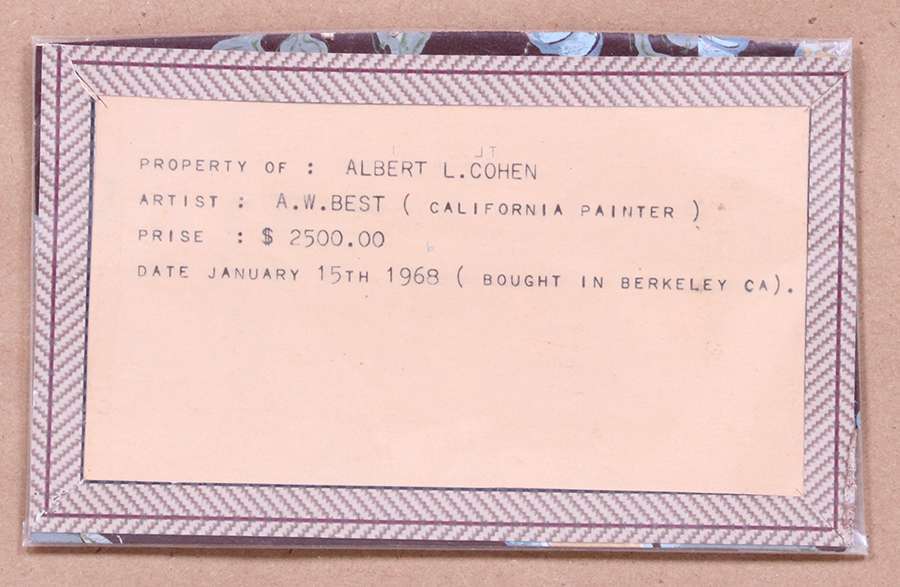 PROPERTY OF : ALBERT L.COHEN
ARTIST : A.W.BEST ( CALIFORNIA PAINTER )
PRISE : $ 2500.00
DATE JANUARY 15TH 1968 ( BOUGHT IN BERKELEY CA).